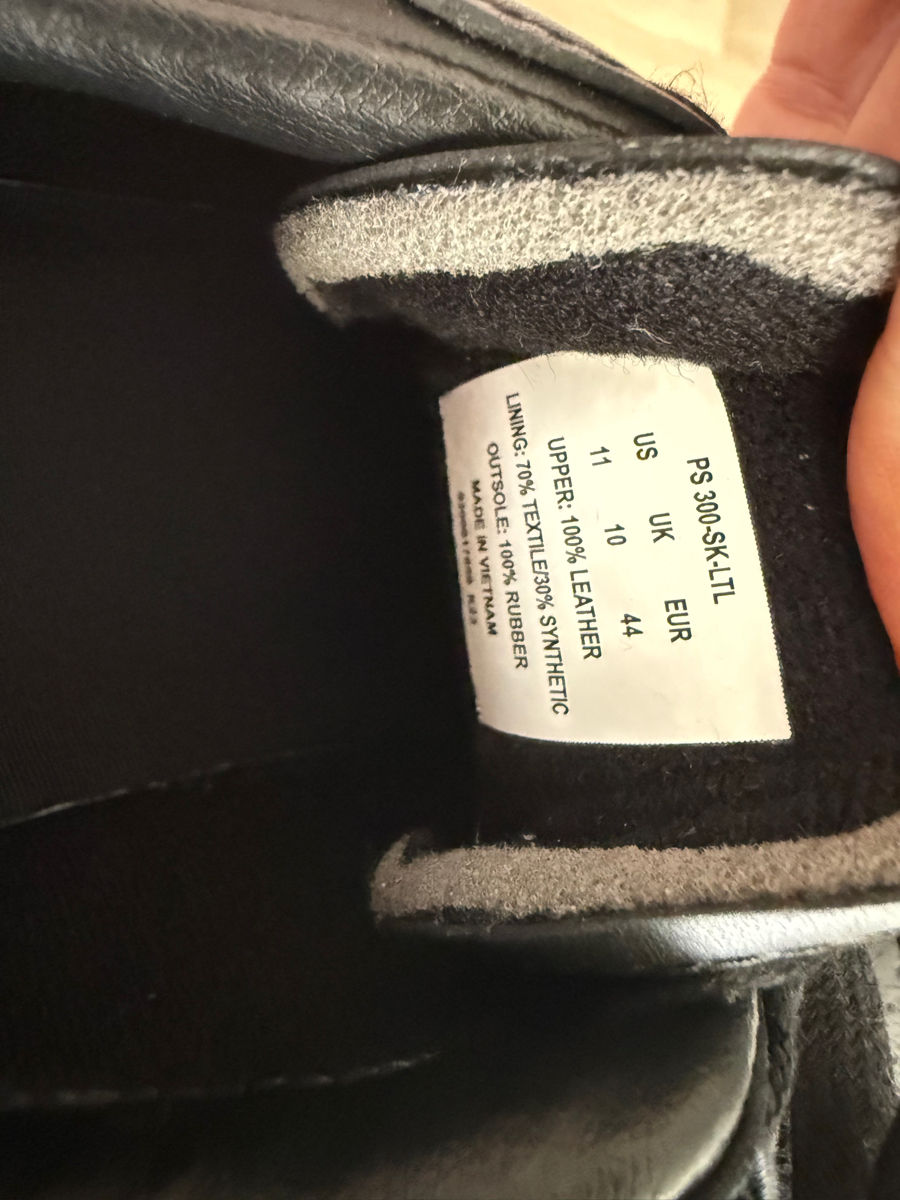 PS 300-SK-LTL
US UK EUR
11 10 44
UPPER: 100% LEATHER
LINING: 70% TEXTILE/30% SYNTHETIC
OUTSOLE: 100% RUBBER
MADE IN VIETNAM